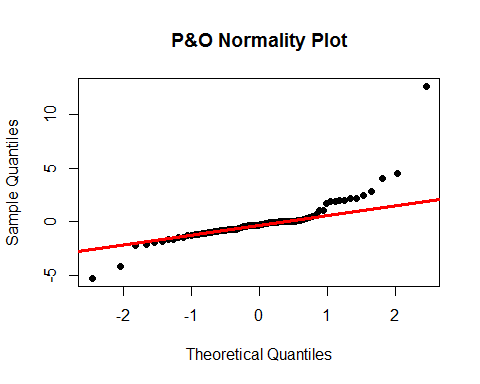 P&O Normality Plot
Sample Quantiles
10
5
0
-5
-2 -1 0 1 2
Theoretical Quantiles